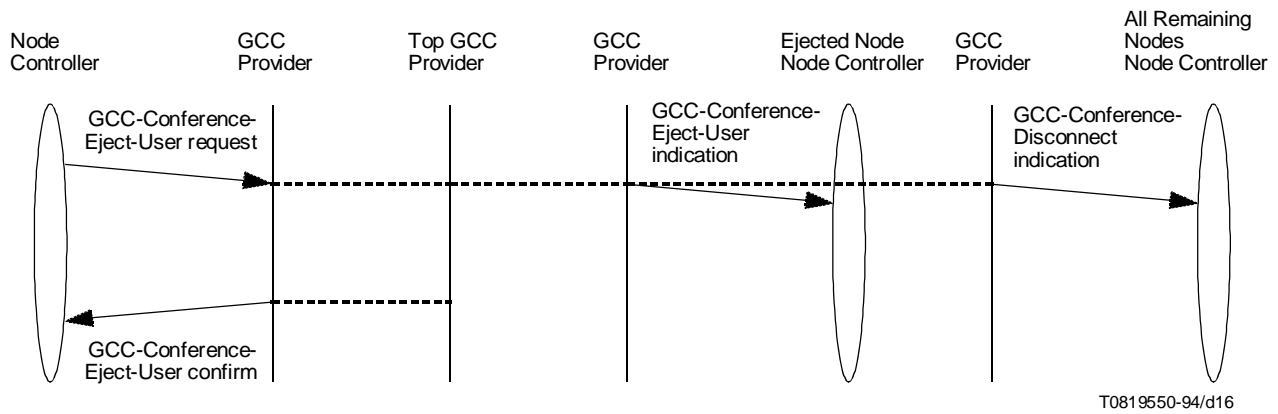 Node
Controller
GCC
Provider
Top GCC
Provider
GCC
Provider
Ejected Node
Node Controller
GCC
Provider
All Remaining
Nodes
Node Controller
GCC-Conference-
Eject-User request
GCC-Conference-
Eject-User
indication
GCC-Conference-
Disconnect
indication
GCC-Conference-
Eject-User confirm
T0819550-94/d16